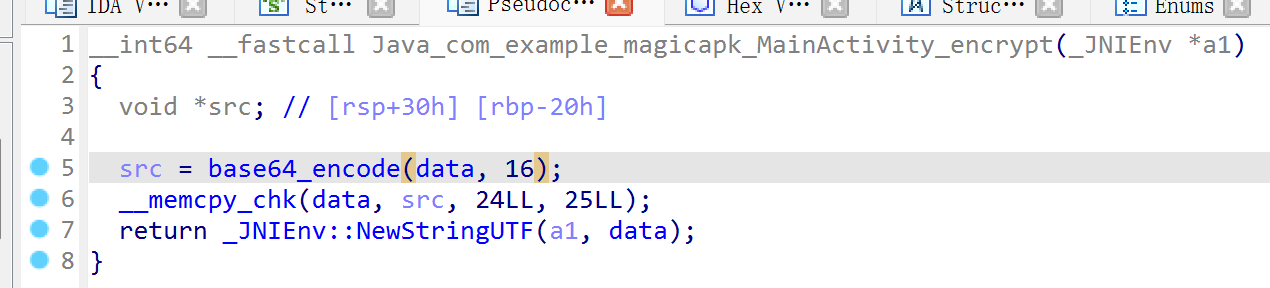 IDA V··· St··· Pseudoc··· Hex V··· Struc··· Enums
1 __int64 __fastcall Java_com_example_magicapk_MainActivity_encrypt(_JNIEnv *a1)
2 {
3 void *src; // [rsp+30h] [rbp-20h]
4
5 src = base64_encode(data, 16);
6 __memcpy_chk(data, src, 24LL, 25LL);
7 return _JNIEnv::NewStringUTF(a1, data);
8 }